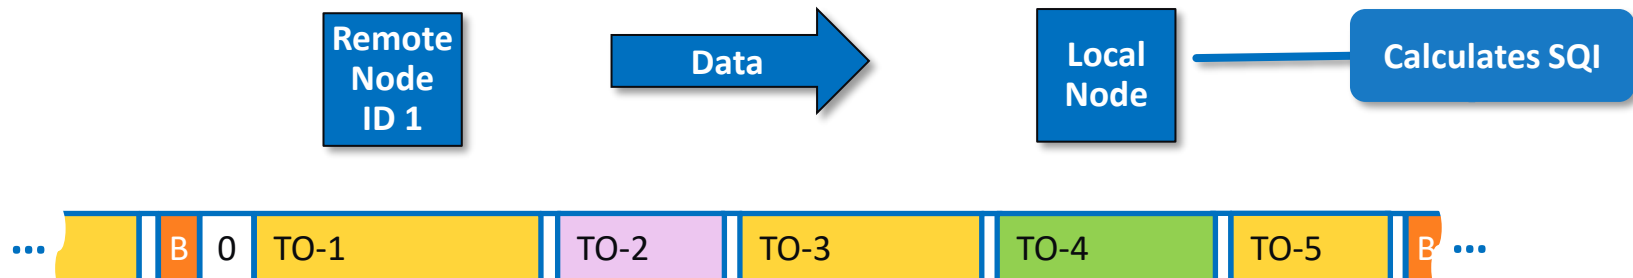 Remote
Node
ID 1
Data
Local
Node
Calculates SQI
... B 0 TO-1 TO-2 TO-3 TO-4 TO-5 B ...